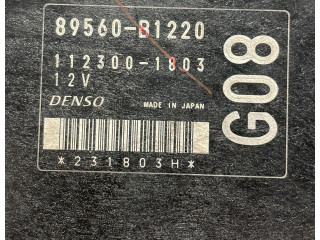 89560-B1220
112300-1803
12V
DENSO MADE IN JAPAN
*231803H*
G08